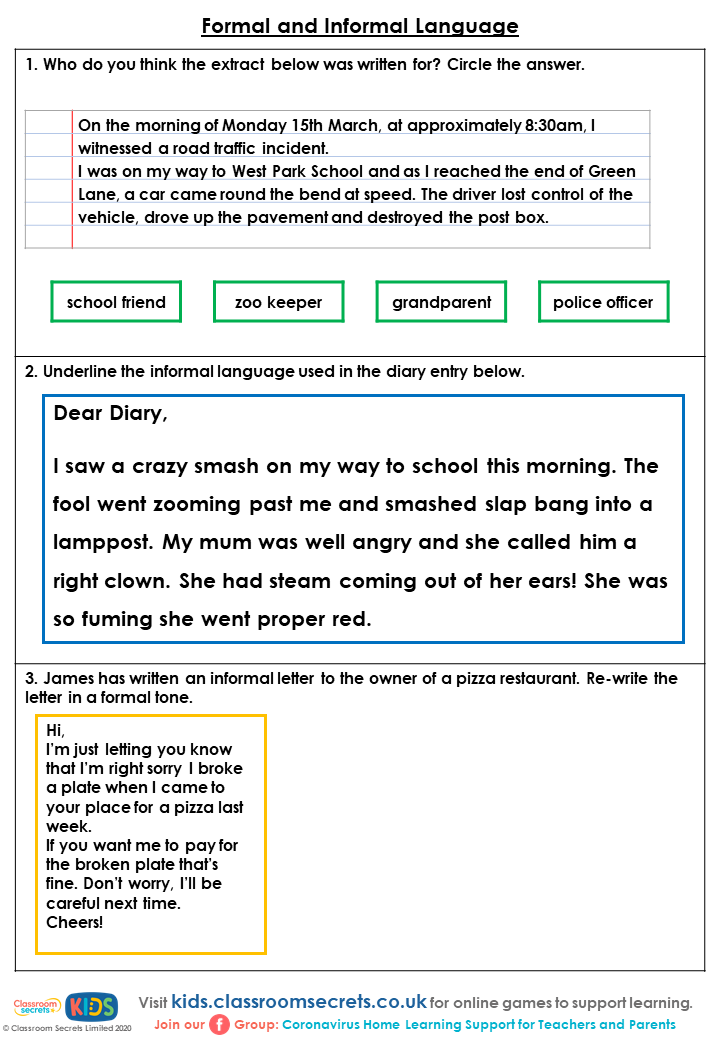 Formal and Informal Language
1. Who do you think the extract below was written for? Circle the answer.
On the morning of Monday 15th March, at approximately 8:30am, I
witnessed a road traffic incident.
I was on my way to West Park School and as I reached the end of Green
Lane, a car came round the bend at speed. The driver lost control of the
vehicle, drove up the pavement and destroyed the post box.
school friend
zoo keeper
grandparent
police officer
2. Underline the informal language used in the diary entry below.
Dear Diary,
I saw a crazy smash on my way to school this morning. The
fool went zooming past me and smashed slap bang into a
lamppost. My mum was well angry and she called him a
right clown. She had steam coming out of her ears! She was
so fuming she went proper red.
3. James has written an informal letter to the owner of a pizza restaurant. Re-write the
letter in a formal tone.
Hi,
I'm just letting you know
that I'm right sorry I broke
a plate when I came to
your place for a pizza last
week.
If you want me to pay for
the broken plate that's
fine. Don't worry, I'll be
careful next time.
Cheers!
Classroom
Secrets
KIDS
© Classroom Secrets Limited 2020
Visit kids.classroomsecrets.co.uk for online games to support learning.
Join our f Group: Coronavirus Home Learning Support for Teachers and Parents